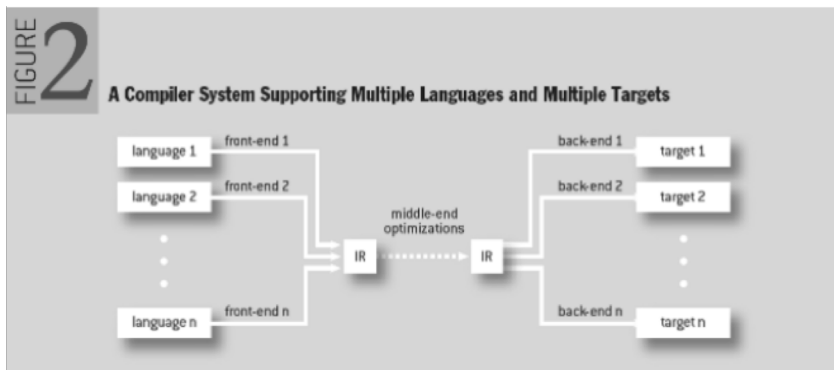 FIGURE 2
A Compiler System Supporting Multiple Languages and Multiple Targets
language 1
front-end 1
back-end 1
target 1
language 2
front-end 2
back-end 2
target 2
middle-end
optimizations
IR
IR
language n
front-end n
back-end n
target n